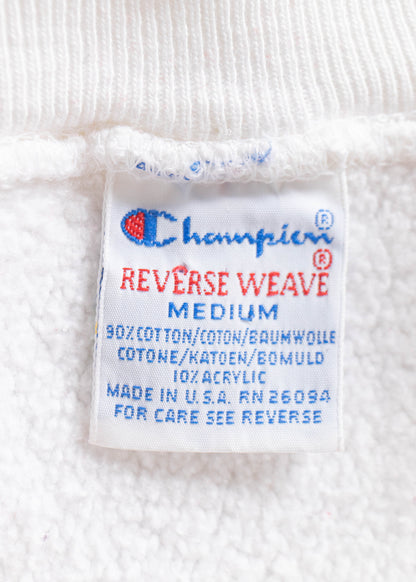 Champion®
REVERSE WEAVE®
MEDIUM
90% COTTON/COTON/BAUMWOLLE
COTONE/KATOEN/BOMULD
10% ACRYLIC
MADE IN U.S.A. RN 26094
FOR CARE SEE REVERSE